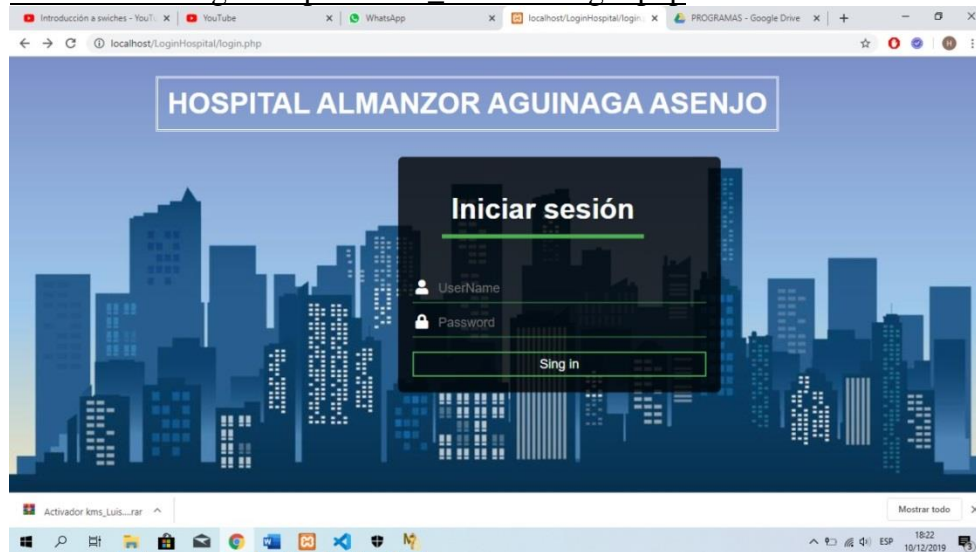 Introducción a swiches - YouT
YouTube
WhatsApp
localhost/LoginHospital/login
PROGRAMAS - Google Drive
localhost/LoginHospital/login.php
HOSPITAL ALMANZOR AGUINAGA ASENJO
Iniciar sesión
UserName
Password
Sing in
Activador kms_Luis....rar
Mostrar todo
ESP
18:22
10/12/2019